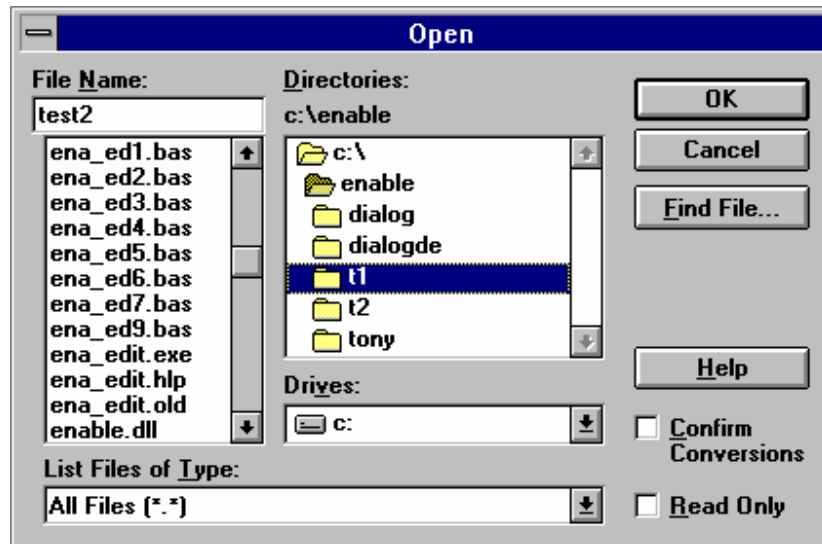 Open
File Name:
test2
ena_ed1.bas
ena_ed2.bas
ena_ed3.bas
ena_ed4.bas
ena_ed5.bas
ena_ed6.bas
ena_ed7.bas
ena_ed9.bas
ena_edit.exe
ena_edit.hlp
ena_edit.old
enable.dll
List Files of Type:
All Files (*.*)
Directories:
c:\enable
c:\
enable
dialog
dialogde
t1
t2
tony
Drives:
c:
OK
Cancel
Find File...
Help
Confirm
Conversions
Read Only